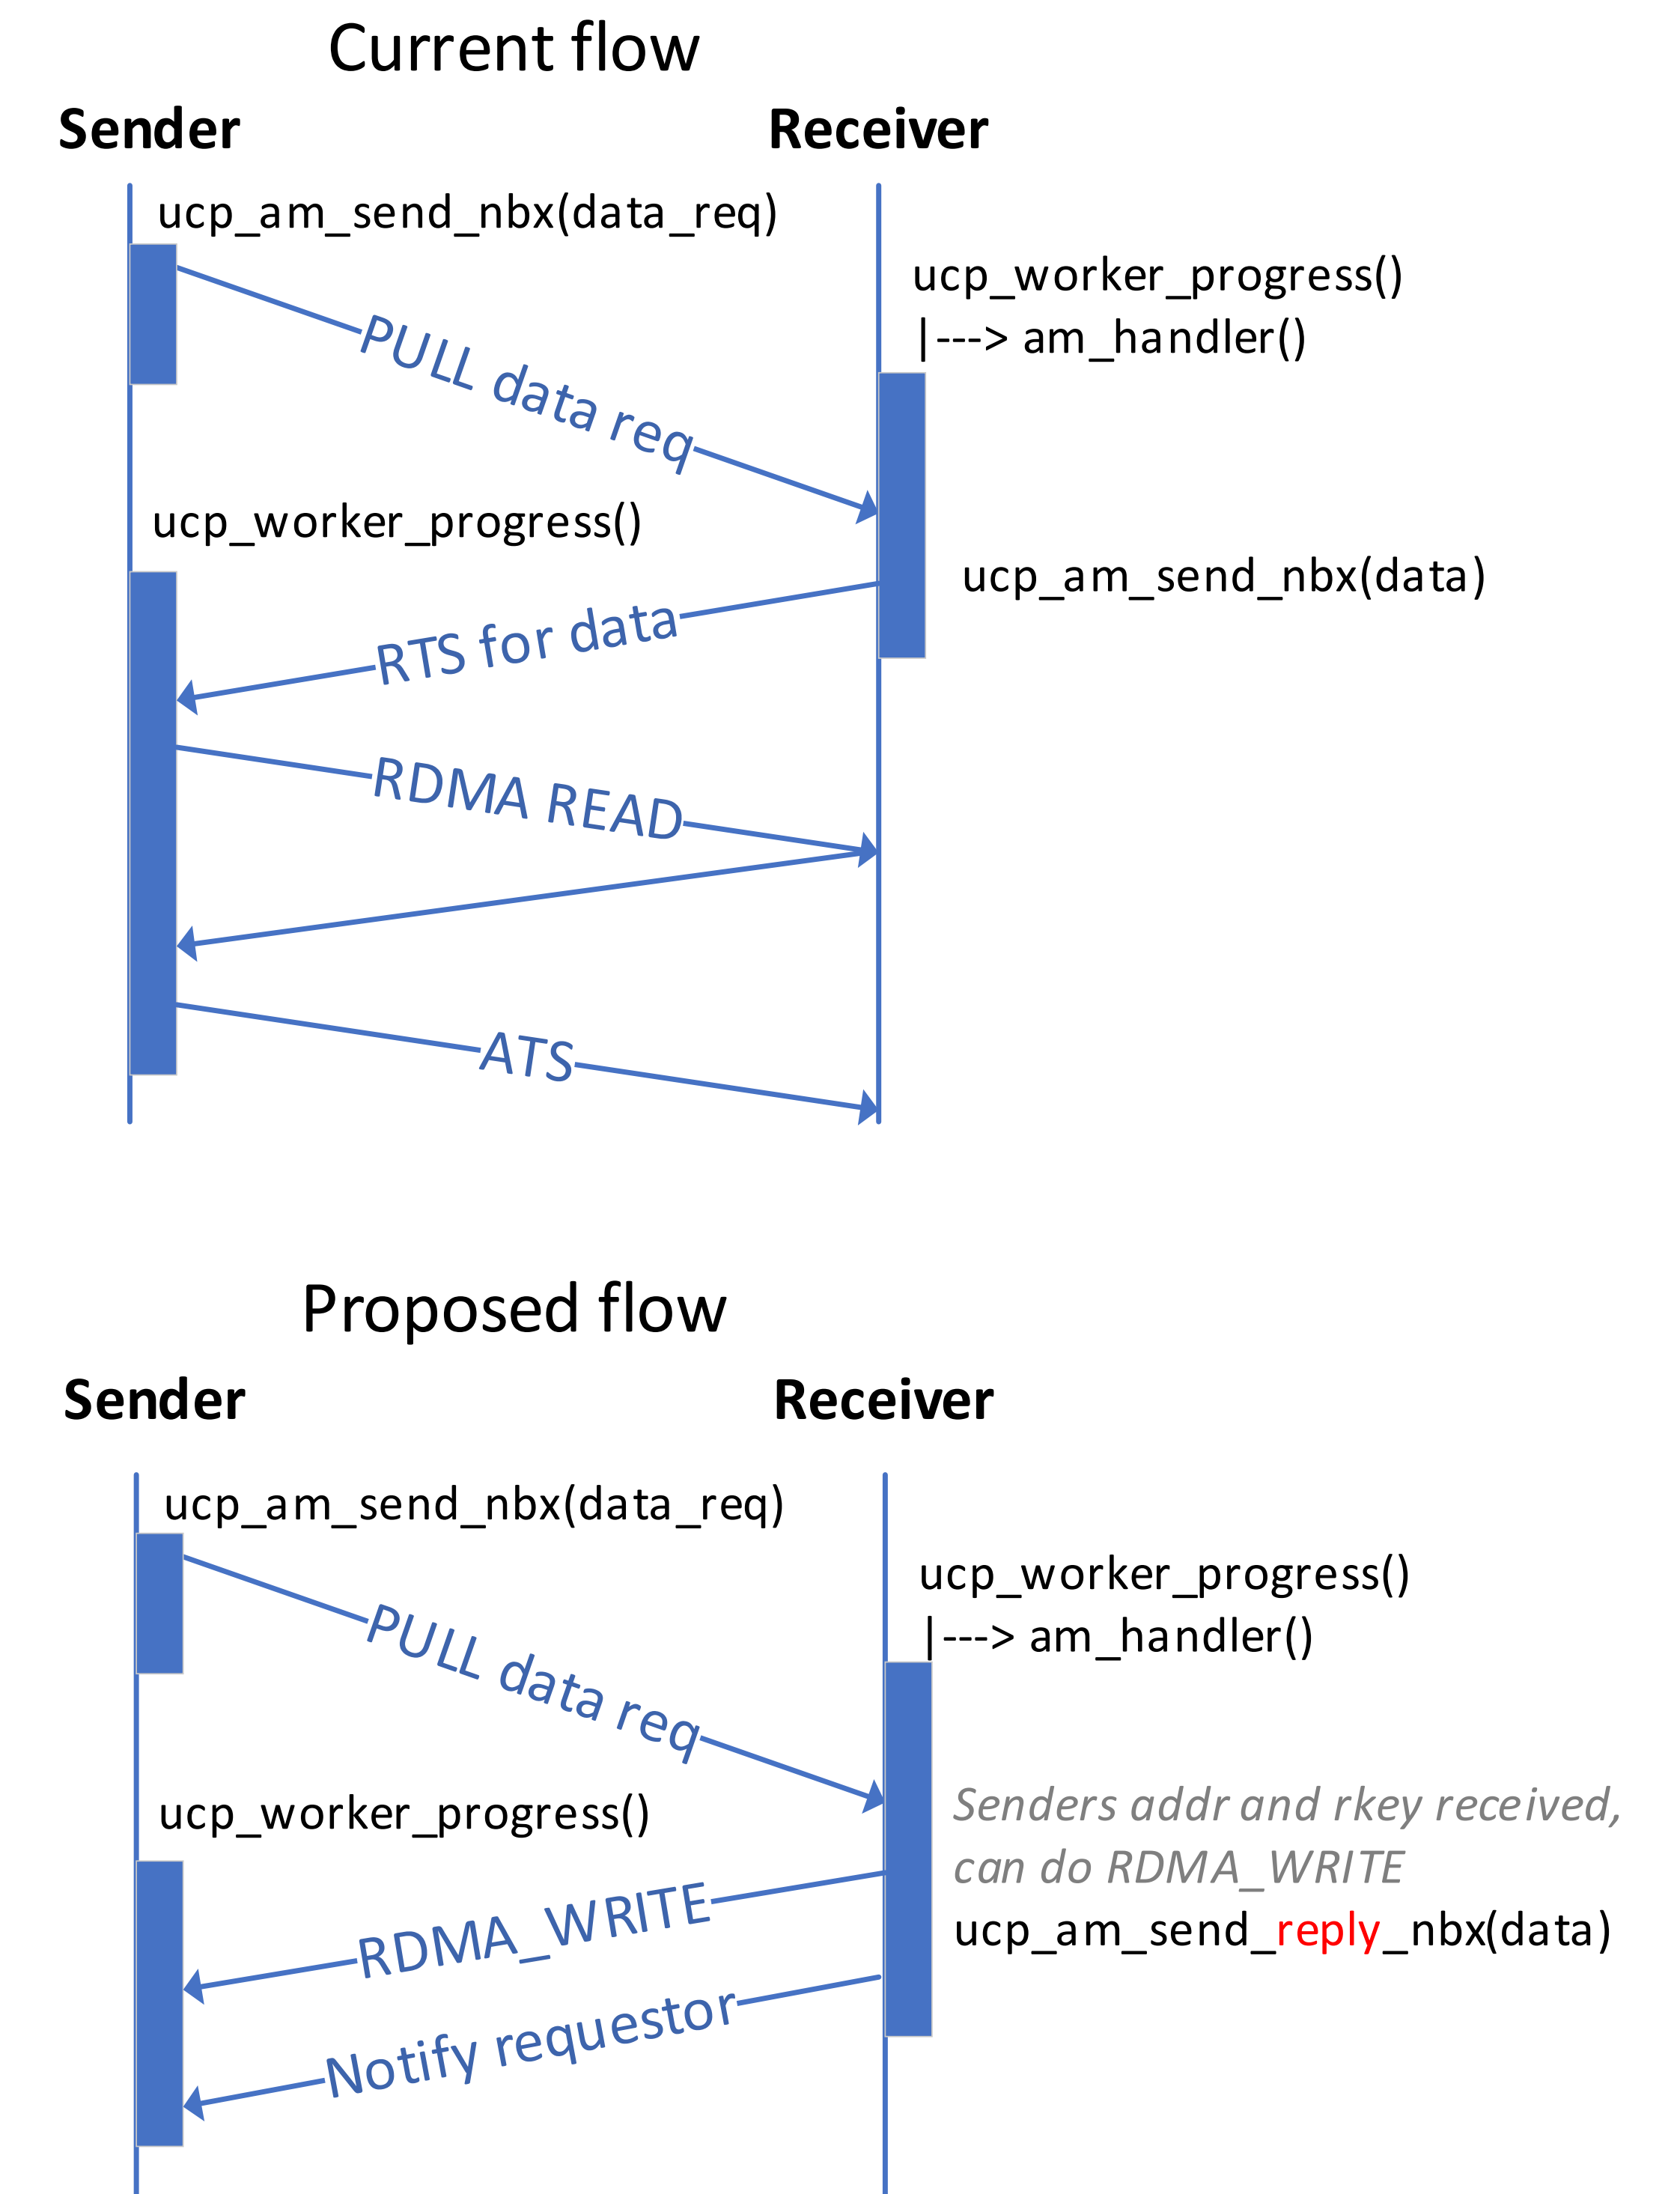 Current flow
Sender
Receiver
ucp_am_send_nbx(data_req)
ucp_worker_progress()
|---> am_handler()
PULL data req
ucp_worker_progress()
ucp_am_send_nbx(data)
RTS for data
RDMA READ
ATS
Proposed flow
Sender
Receiver
ucp_am_send_nbx(data_req)
ucp_worker_progress()
|---> am_handler()
PULL data req
Senders addr and rkey received,
can do RDMA_WRITE
ucp_worker_progress()
ucp_am_send_reply_nbx(data)
RDMA_WRITE
Notify requestor